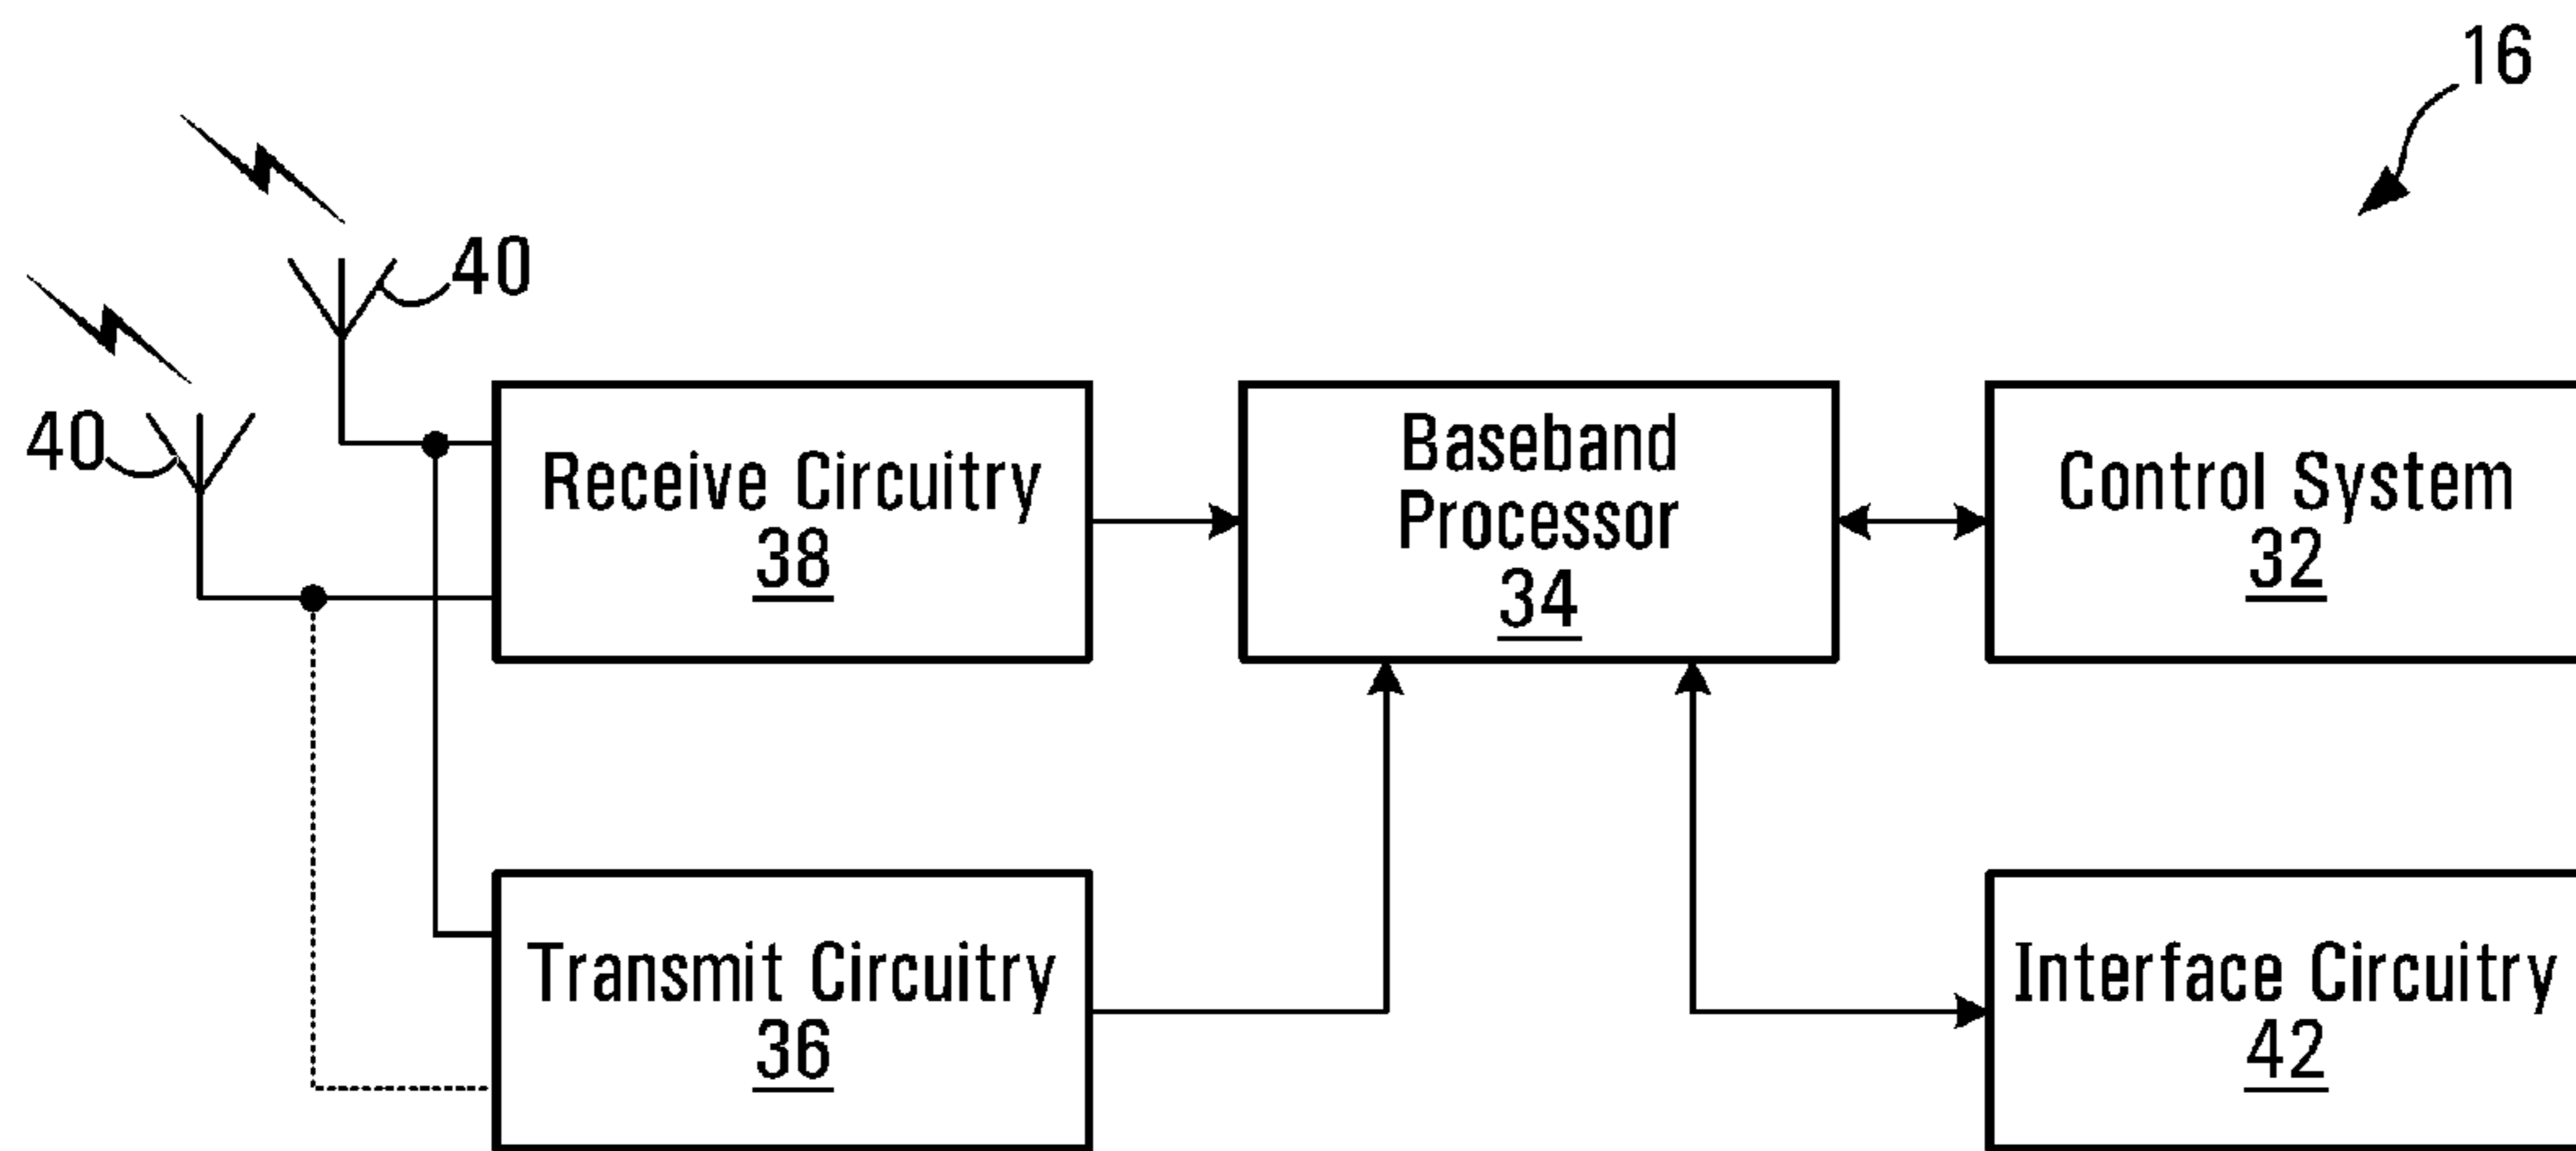 16
40
40
Receive Circuitry
38
Baseband
Processor
34
Control System
32
Transmit Circuitry
36
Interface Circuitry
42